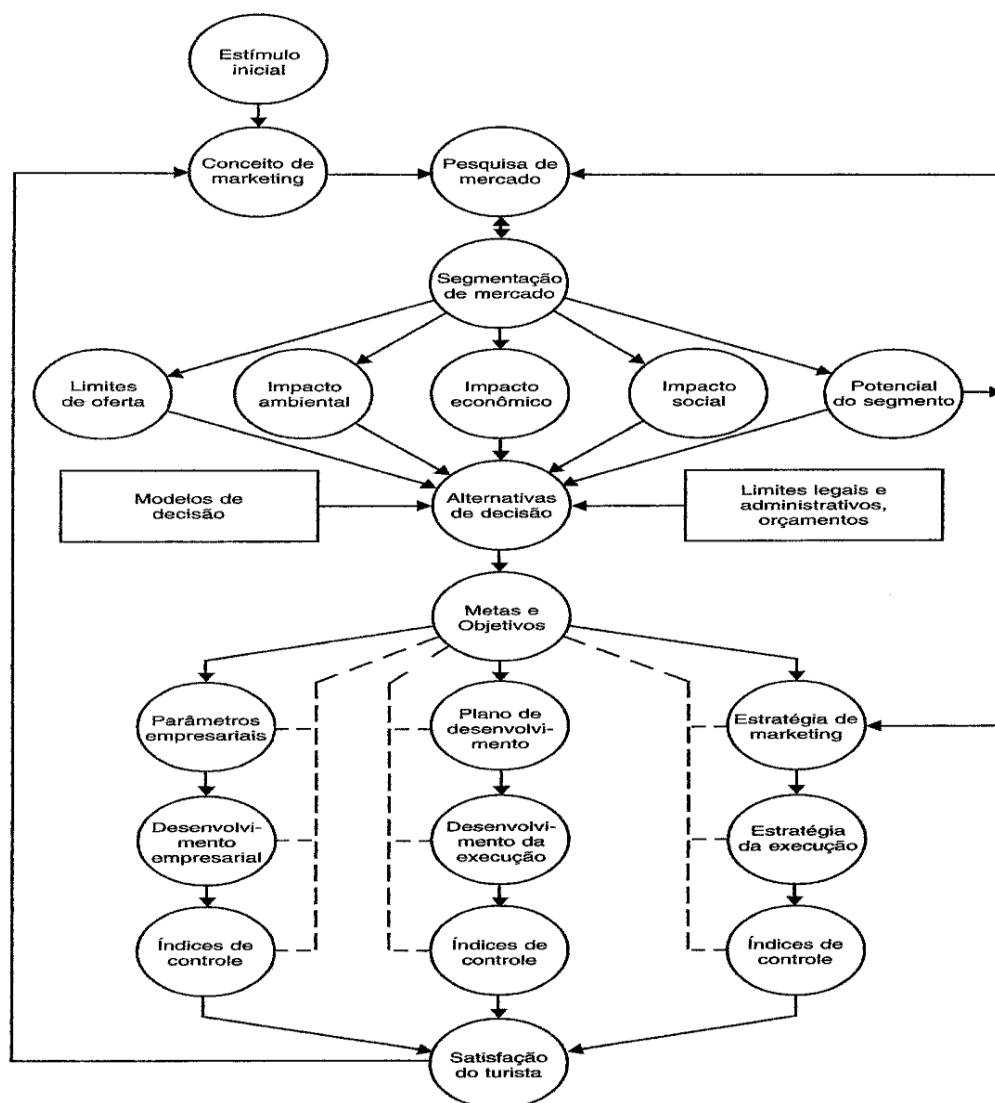 Estímulo
inicial
Conceito de
marketing
Pesquisa de
mercado
Segmentação
de mercado
Limites
de oferta
Impacto
ambiental
Impacto
econômico
Impacto
social
Potencial
do segmento
Modelos de
decisão
Alternativas
de decisão
Limites legais e
administrativos,
orçamentos
Metas e
Objetivos
Parâmetros
empresariais
Plano de
desenvolvi-
mento
Estratégia de
marketing
Desenvolvi-
mento
empresarial
Desenvolvi-
mento da
execução
Estratégia
da execução
Índices de
controle
Índices de
controle
Índices de
controle
Satisfação
do turista